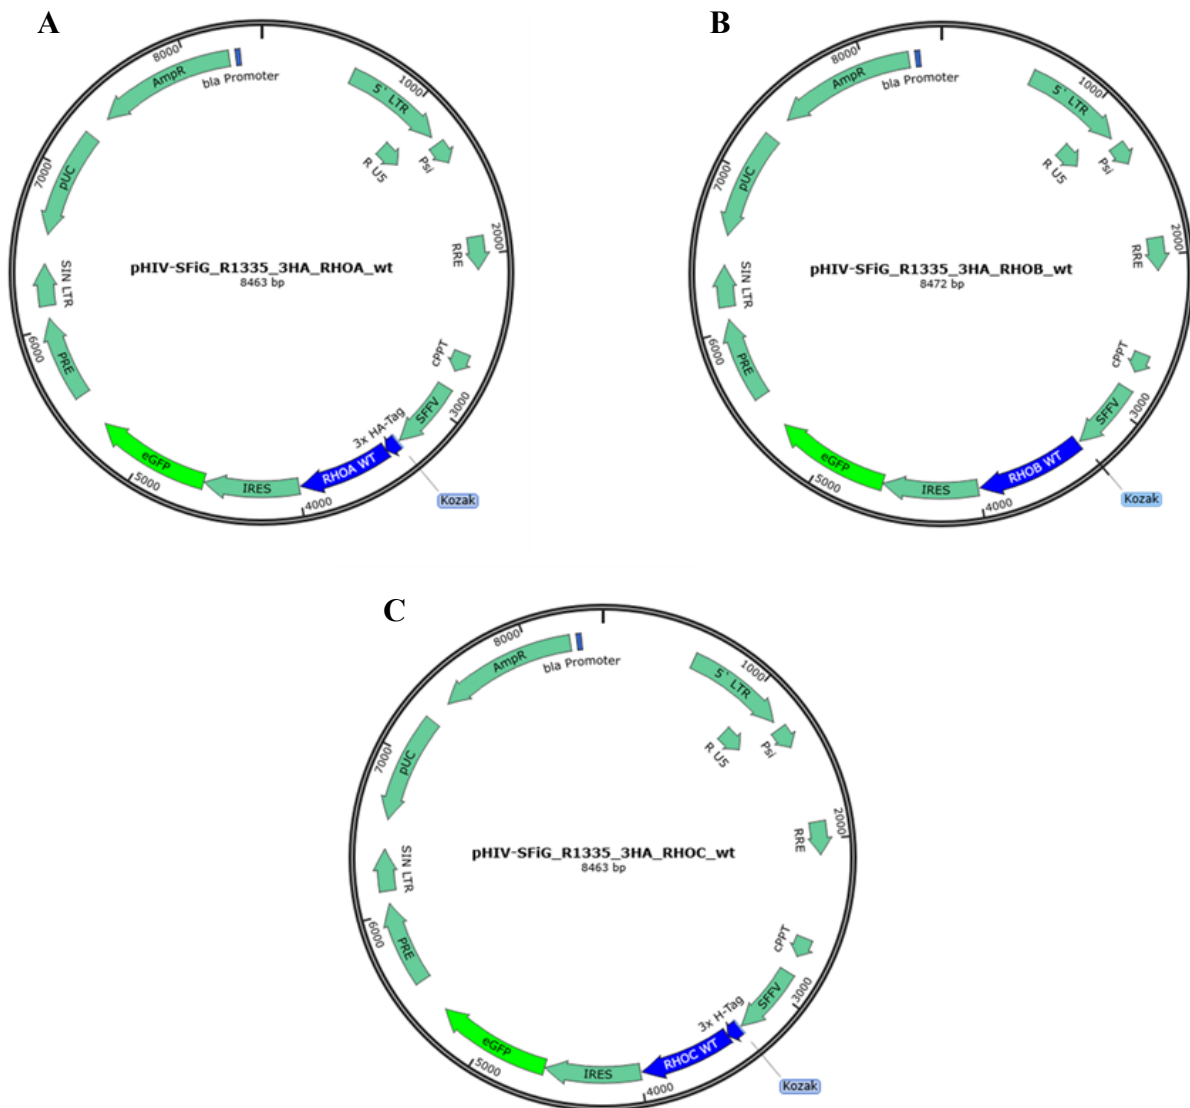 A
8000
AmpR
bla Promoter
5' LTR
1000
R U5
Psi
7000
pUC
2000
RRE
pHIV-SFiG_R1335_3HA_RHOA_wt
8463 bp
SIN LTR
6000
PRE
cPPT
SFFV
3000
3x HA-Tag
RHOA WT
Kozak
eGFP
IRES
5000
4000
B
8000
AmpR
bla Promoter
5' LTR
1000
R U5
Psi
7000
pUC
2000
RRE
pHIV-SFiG_R1335_3HA_RHOB_wt
8472 bp
SIN LTR
6000
PRE
cPPT
SFFV
3000
RHOB WT
Kozak
eGFP
IRES
5000
4000
C
8000
AmpR
bla Promoter
5' LTR
1000
R U5
Psi
7000
pUC
2000
RRE
pHIV-SFiG_R1335_3HA_RHOC_wt
8463 bp
SIN LTR
6000
PRE
cPPT
SFFV
3000
3x H-Tag
RHOC WT
Kozak
eGFP
IRES
5000
4000